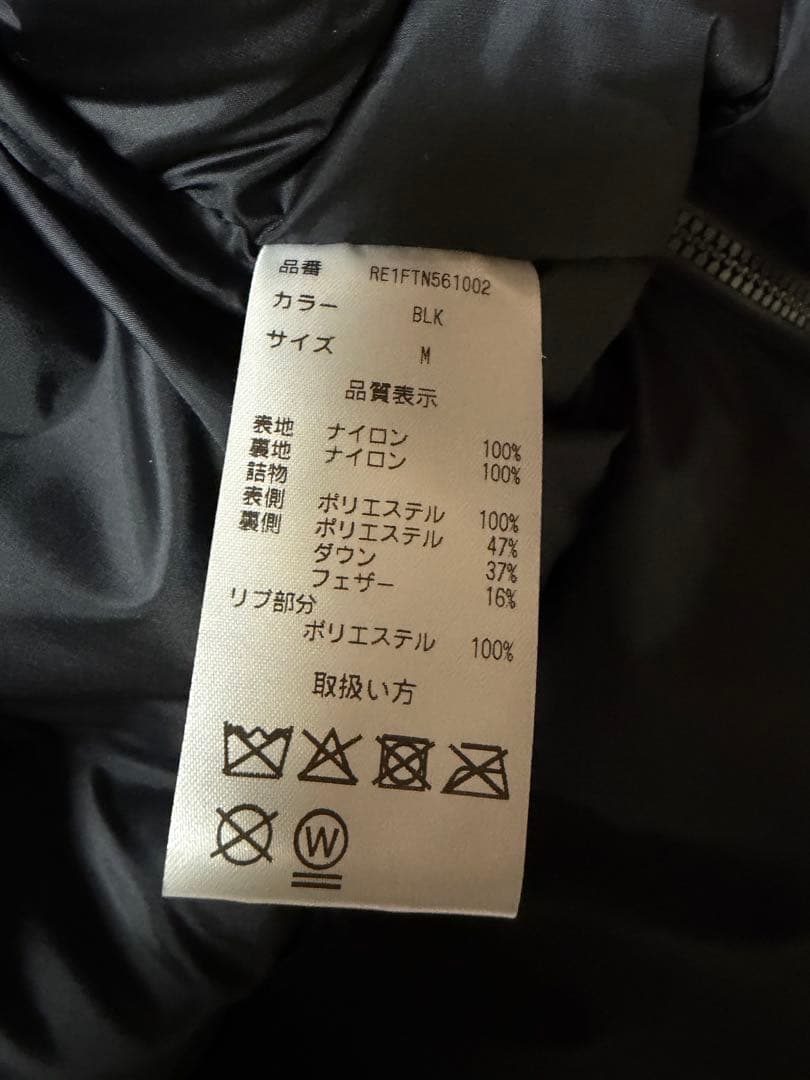 品番 RE1FTN561002
カラー BLK
サイズ M
品質表示
表地 ナイロン 100%
裏地 ナイロン 100%
詰物
表側 ポリエステル 100%
裏側 ポリエステル 47%
ダウン 37%
フェザー 16%
リブ部分
ポリエステル 100%
取扱い方
W